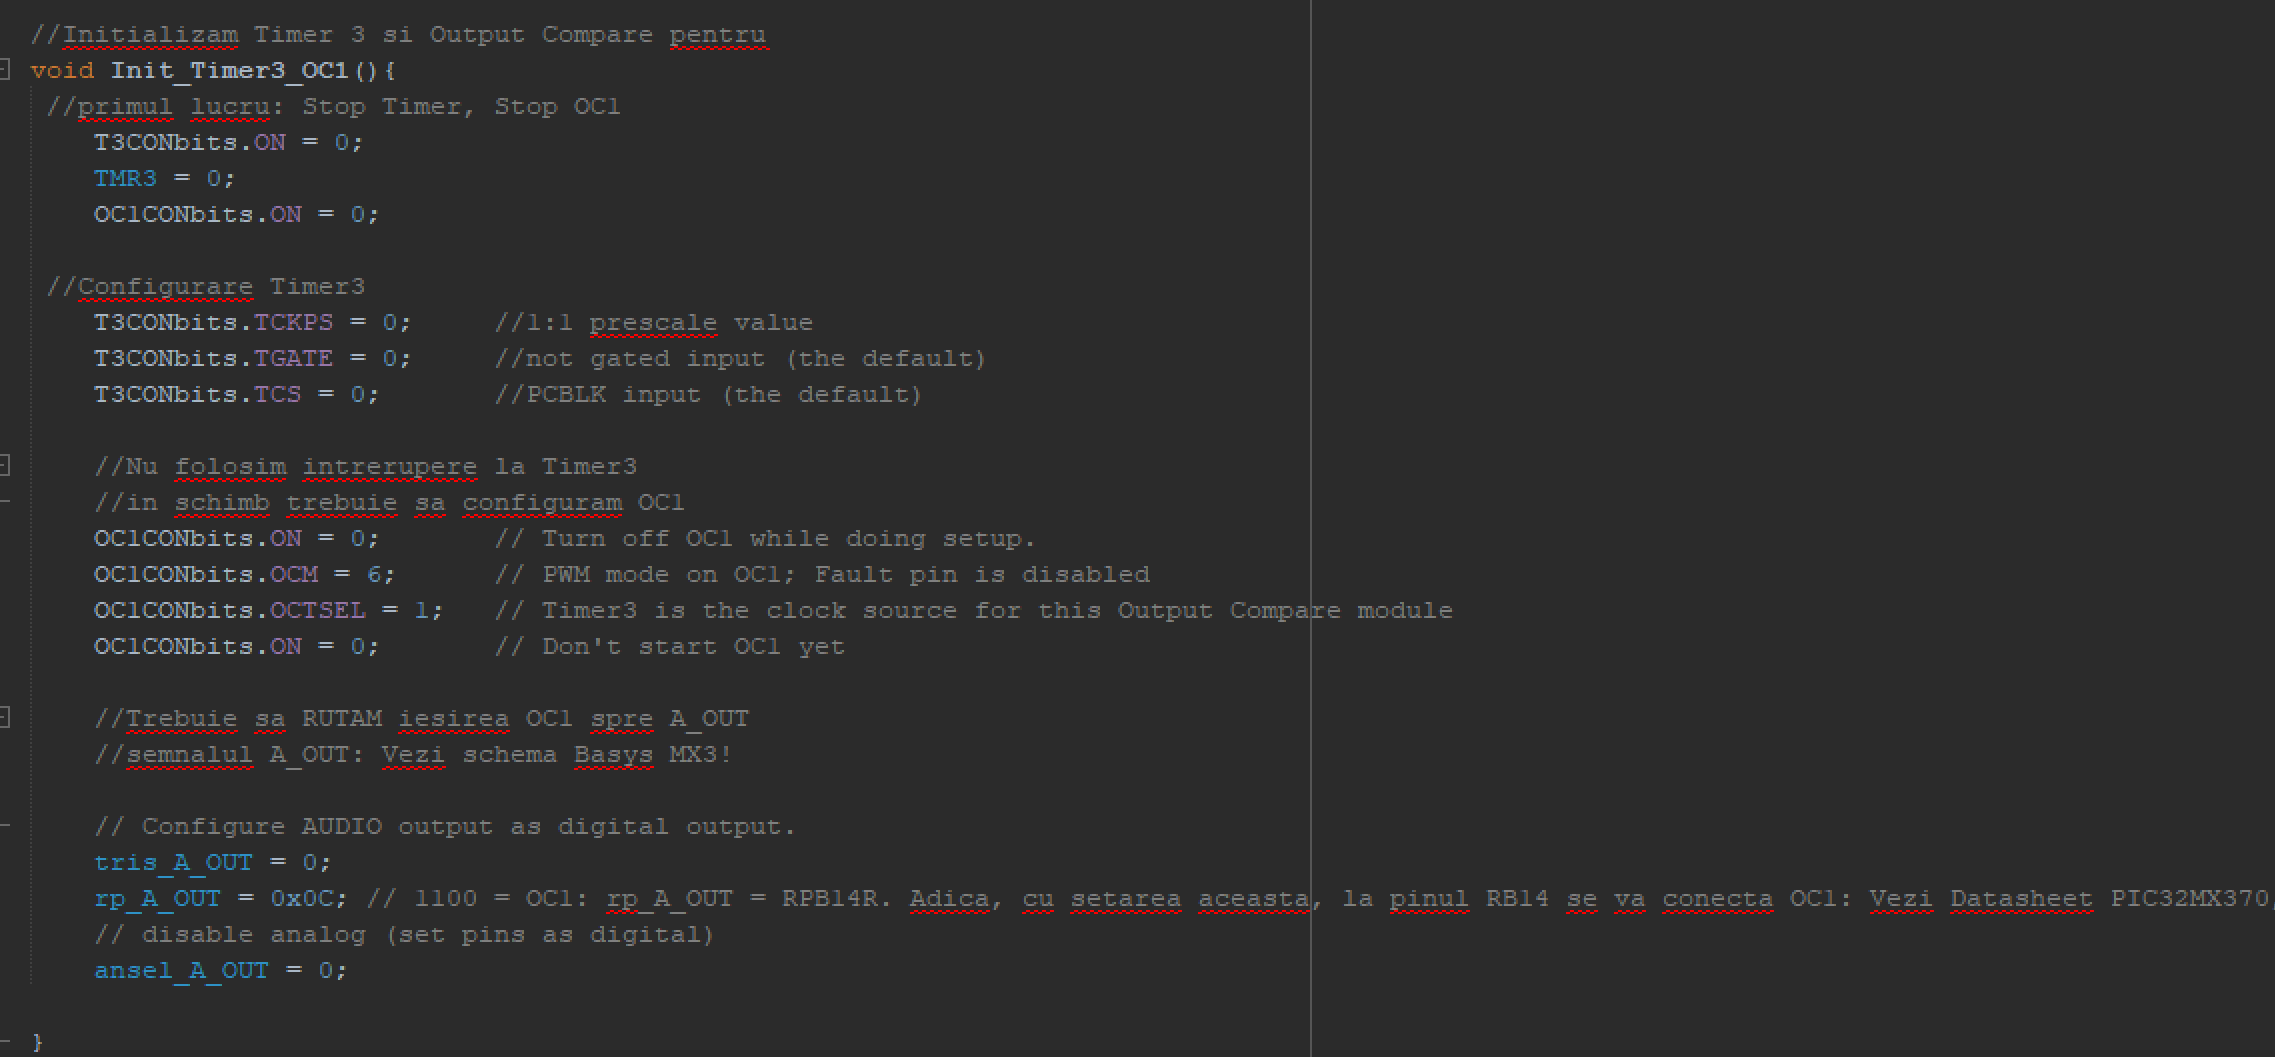 //Initializam Timer 3 si Output Compare pentru
void Init_Timer3_OC1(){
//primul lucru: Stop Timer, Stop OC1
T3CONbits.ON = 0;
TMR3 = 0;
OC1CONbits.ON = 0;
//Configurare Timer3
T3CONbits.TCKPS = 0; //1:1 prescale value
T3CONbits.TGATE = 0; //not gated input (the default)
T3CONbits.TCS = 0; //PCBLK input (the default)
//Nu folosim intrerupere la Timer3
//in schimb trebuie sa configuram OC1
OC1CONbits.ON = 0; // Turn off OC1 while doing setup.
OC1CONbits.OCM = 6; // PWM mode on OC1; Fault pin is disabled
OC1CONbits.OCTSEL = 1; // Timer3 is the clock source for this Output Compare module
OC1CONbits.ON = 0; // Don't start OC1 yet
//Trebuie sa RUTAM iesirea OC1 spre A_OUT
//semnalul A_OUT: Vezi schema Basys MX3!
// Configure AUDIO output as digital output.
tris_A_OUT = 0;
rp_A_OUT = 0x0C; // 1100 = OC1: rp_A_OUT = RPB14R. Adica, cu setarea aceasta, la pinul RB14 se va conecta OC1: Vezi Datasheet PIC32MX370
// disable analog (set pins as digital)
ansel_A_OUT = 0;
}